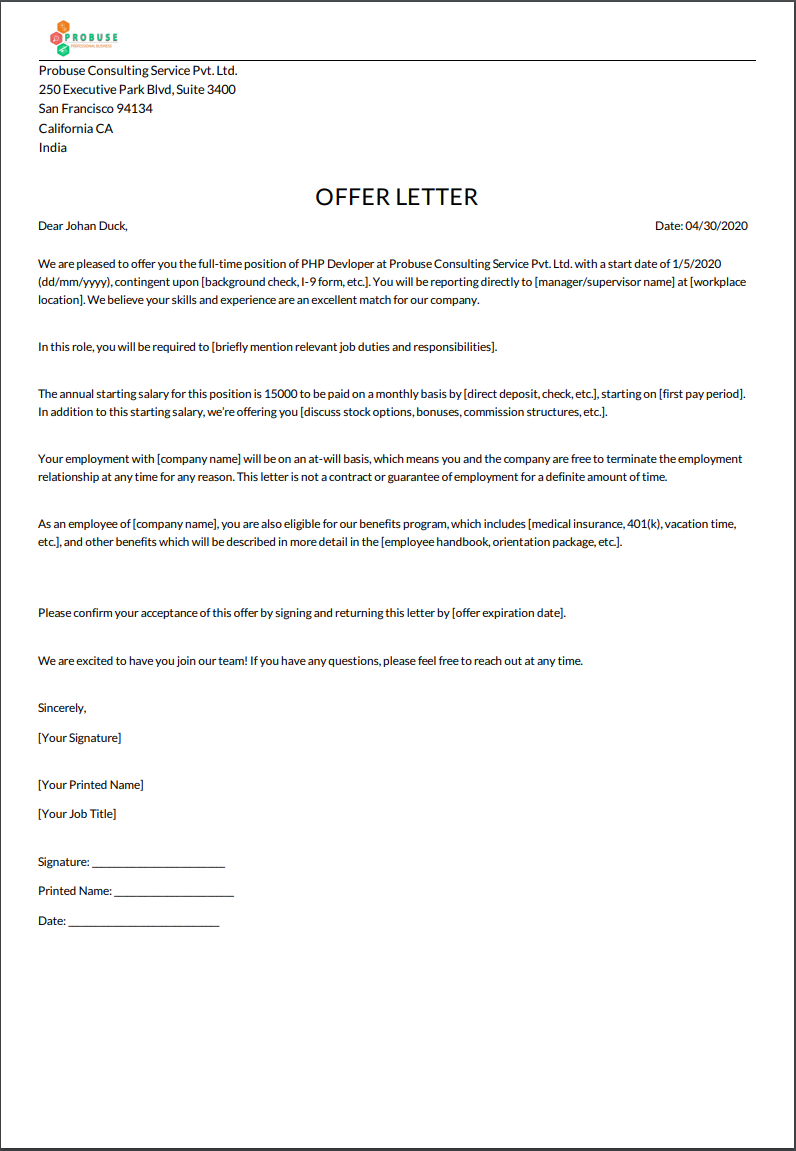 PROBUSE
PROFESSIONAL BUSINESS
Probuse Consulting Service Pvt. Ltd.
250 Executive Park Blvd, Suite 3400
San Francisco 94134
California CA
India
OFFER LETTER
Dear Johan Duck, Date: 04/30/2020
We are pleased to offer you the full-time position of PHP Devloper at Probuse Consulting Service Pvt. Ltd. with a start date of 1/5/2020
(dd/mm/yyyy), contingent upon [background check, I-9 form, etc.]. You will be reporting directly to [manager/supervisor name] at [workplace
location]. We believe your skills and experience are an excellent match for our company.
In this role, you will be required to [briefly mention relevant job duties and responsibilities].
The annual starting salary for this position is 15000 to be paid on a monthly basis by [direct deposit, check, etc.], starting on [first pay period].
In addition to this starting salary, we're offering you [discuss stock options, bonuses, commission structures, etc.].
Your employment with [company name] will be on an at-will basis, which means you and the company are free to terminate the employment
relationship at any time for any reason. This letter is not a contract or guarantee of employment for a definite amount of time.
As an employee of [company name], you are also eligible for our benefits program, which includes [medical insurance, 401(k), vacation time,
etc.], and other benefits which will be described in more detail in the [employee handbook, orientation package, etc.].
Please confirm your acceptance of this offer by signing and returning this letter by [offer expiration date].
We are excited to have you join our team! If you have any questions, please feel free to reach out at any time.
Sincerely,
[Your Signature]
[Your Printed Name]
[Your Job Title]
Signature: ______________________
Printed Name: ____________________
Date: _________________________